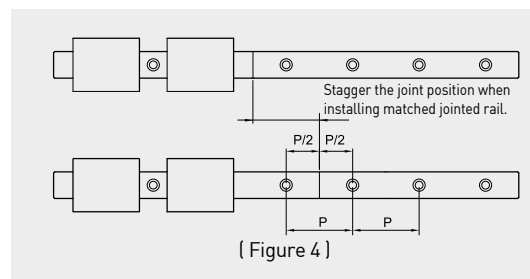 Stagger the joint position when
installing matched jointed rail.
P/2 P/2
P P
( Figure 4 )